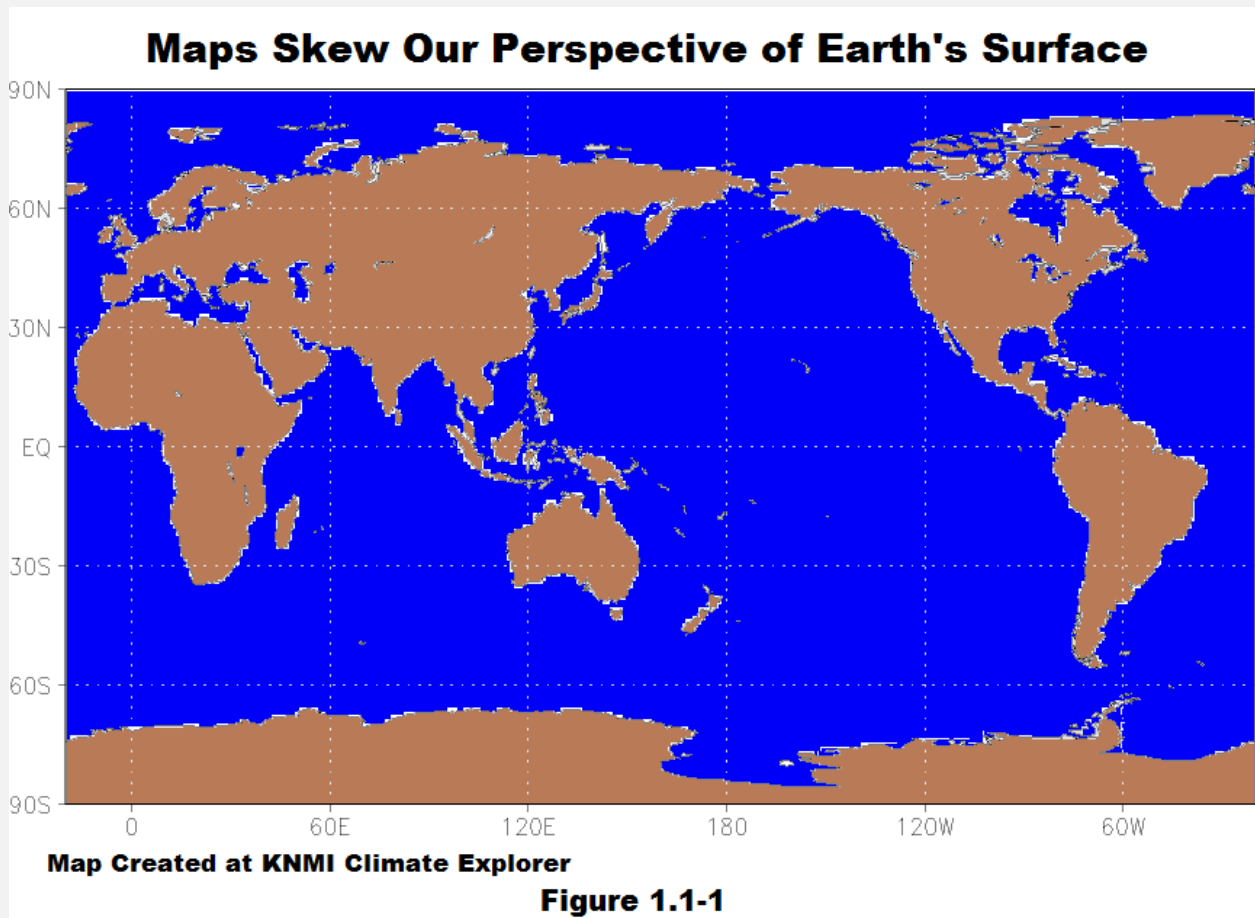 Maps Skew Our Perspective of Earth's Surface
90N
60N
30N
EQ
30S
60S
90S
0 60E 120E 180 120W 60W
Map Created at KNMI Climate Explorer
Figure 1.1-1